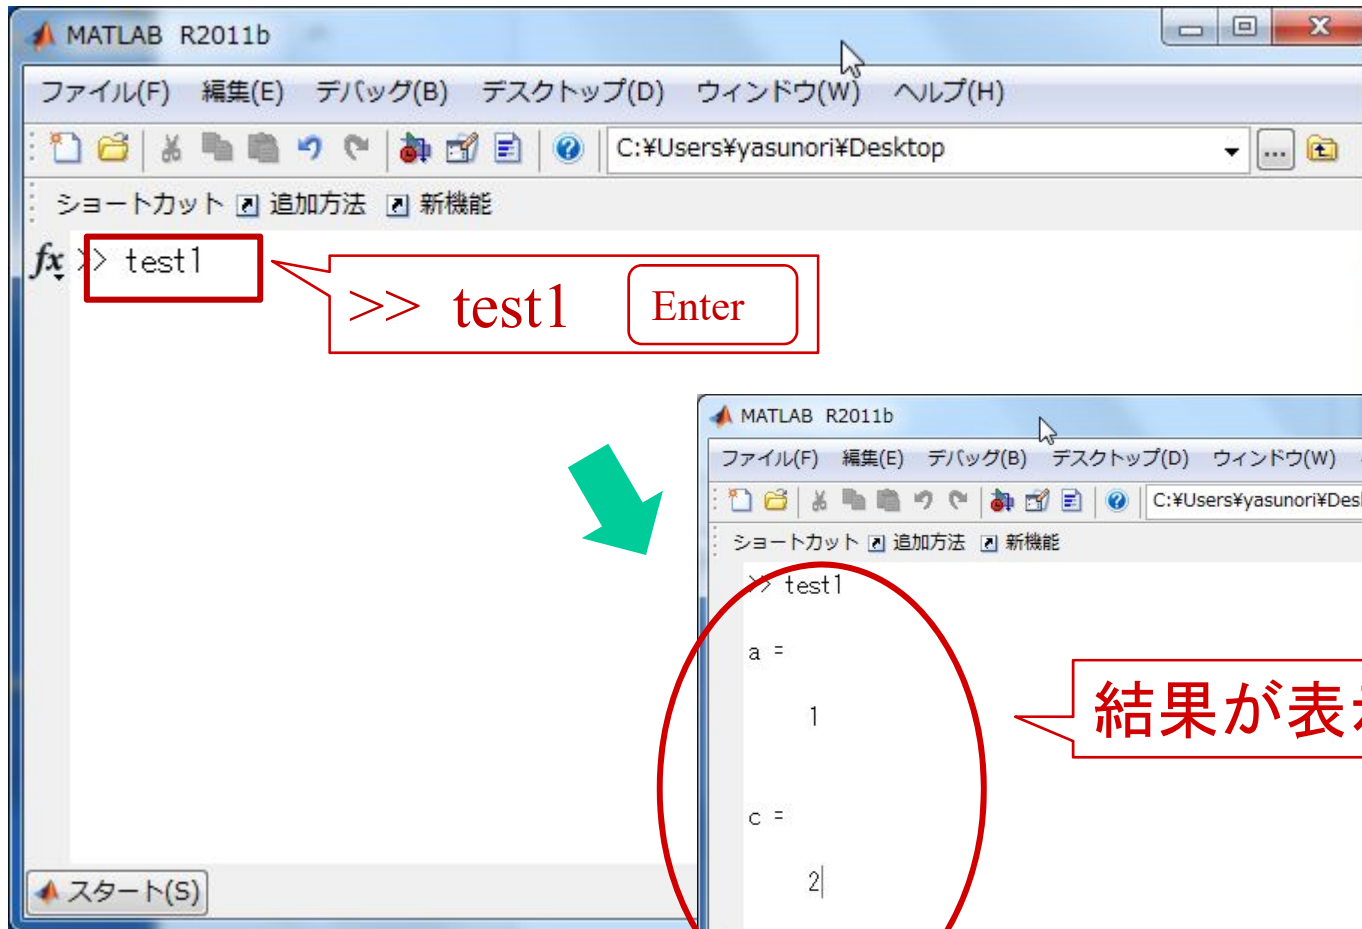 MATLAB R2011b
ファイル(F) 編集(E) デバッグ(B) デスクトップ(D) ウィンドウ(W) ヘルプ(H)
C:¥Users¥yasunori¥Desktop
ショートカット 追加方法 新機能
fx >> test1
>> test1 Enter
MATLAB R2011b
ファイル(F) 編集(E) デバッグ(B) デスクトップ(D) ウィンドウ(W)
C:¥Users¥yasunori¥Des
ショートカット 追加方法 新機能
>> test1
a =
1
結果が表
c =
2
スタート(S)